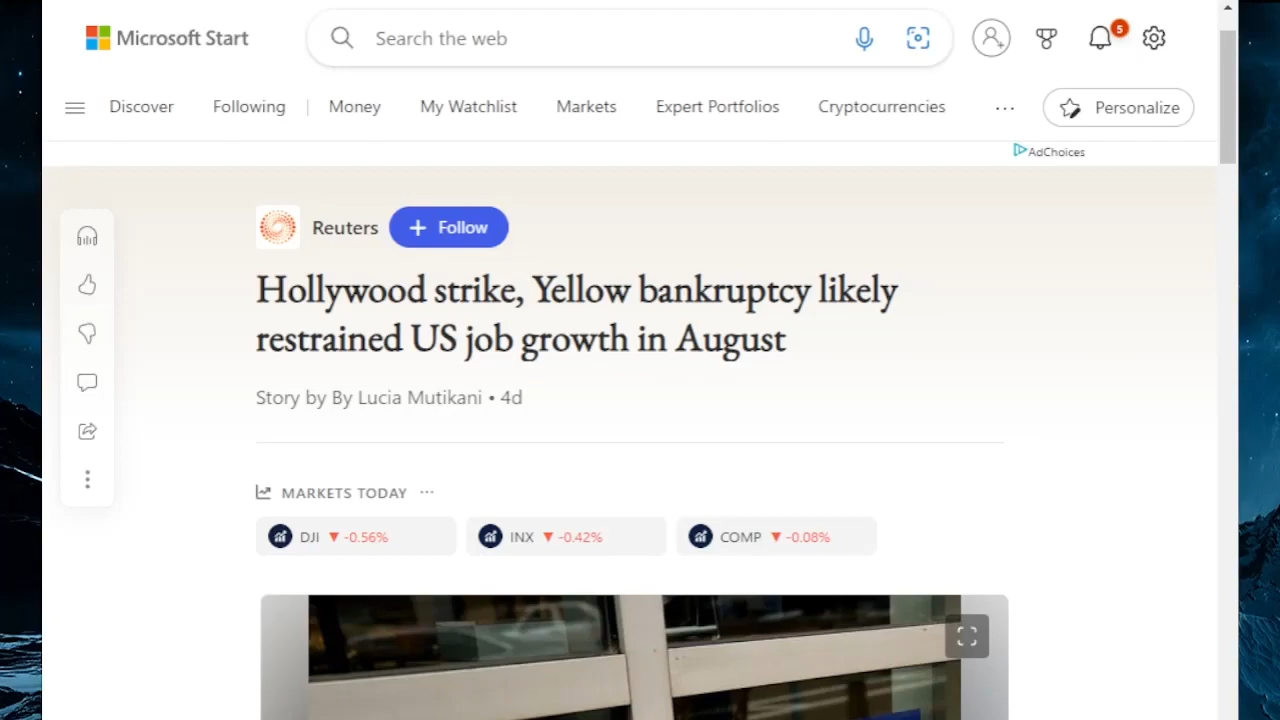 Microsoft Start
Search the web
5
Discover
Following
Money
My Watchlist
Markets
Expert Portfolios
Cryptocurrencies
...
Personalize
AdChoices
Reuters
+ Follow
Hollywood strike, Yellow bankruptcy likely
restrained US job growth in August
Story by By Lucia Mutikani • 4d
MARKETS TODAY ...
DJI ▼ -0.56%
INX ▼ -0.42%
COMP ▼ -0.08%